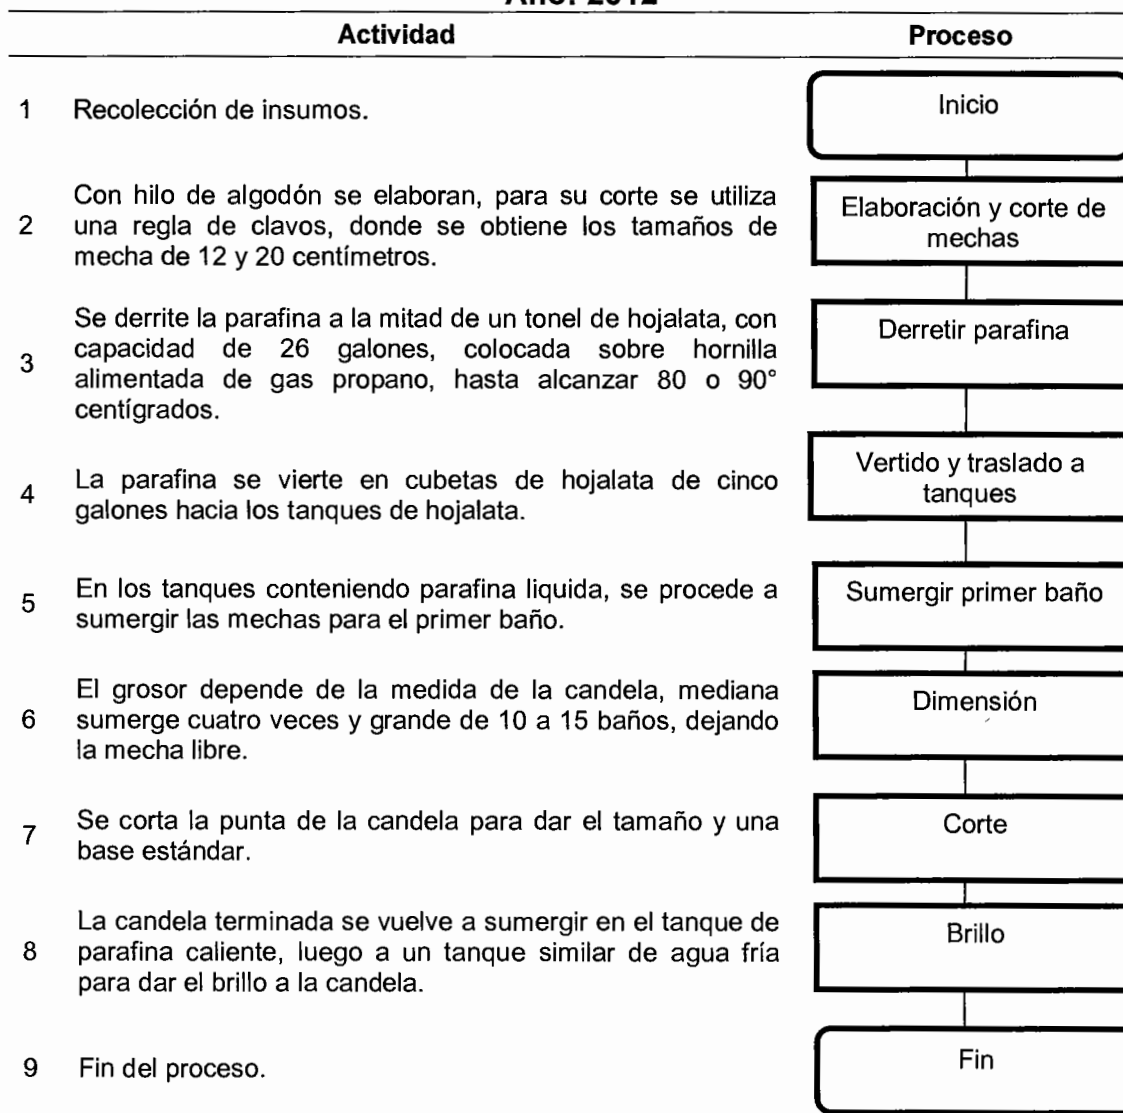 Actividad Proceso
1 Recolección de insumos. Inicio
Con hilo de algodón se elaboran, para su corte se utiliza
2 una regla de clavos, donde se obtiene los tamaños de
mecha de 12 y 20 centímetros.
Elaboración y corte de
mechas
Se derrite la parafina a la mitad de un tonel de hojalata, con
3 capacidad de 26 galones, colocada sobre hornilla
alimentada de gas propano, hasta alcanzar 80 o 90°
centígrados.
Derretir parafina
4 La parafina se vierte en cubetas de hojalata de cinco
galones hacia los tanques de hojalata.
Vertido y traslado a
tanques
5 En los tanques conteniendo parafina liquida, se procede a
sumergir las mechas para el primer baño.
Sumergir primer baño
El grosor depende de la medida de la candela, mediana
6 sumerge cuatro veces y grande de 10 a 15 baños, dejando
la mecha libre.
Dimensión
7 Se corta la punta de la candela para dar el tamaño y una
base estándar.
Corte
La candela terminada se vuelve a sumergir en el tanque de
8 parafina caliente, luego a un tanque similar de agua fría
para dar el brillo a la candela.
Brillo
9 Fin del proceso. Fin